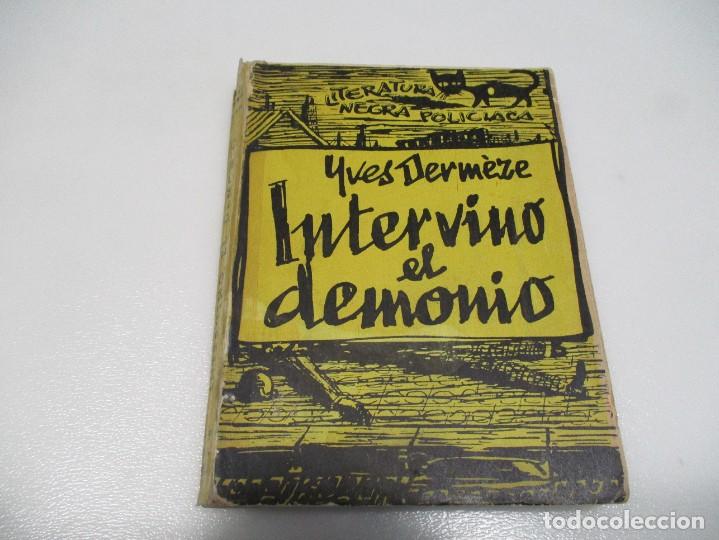 LITERATURA
NEGRA POLICIACA
Yves Dermèze
Intervino
el
demonio
todocoleccion